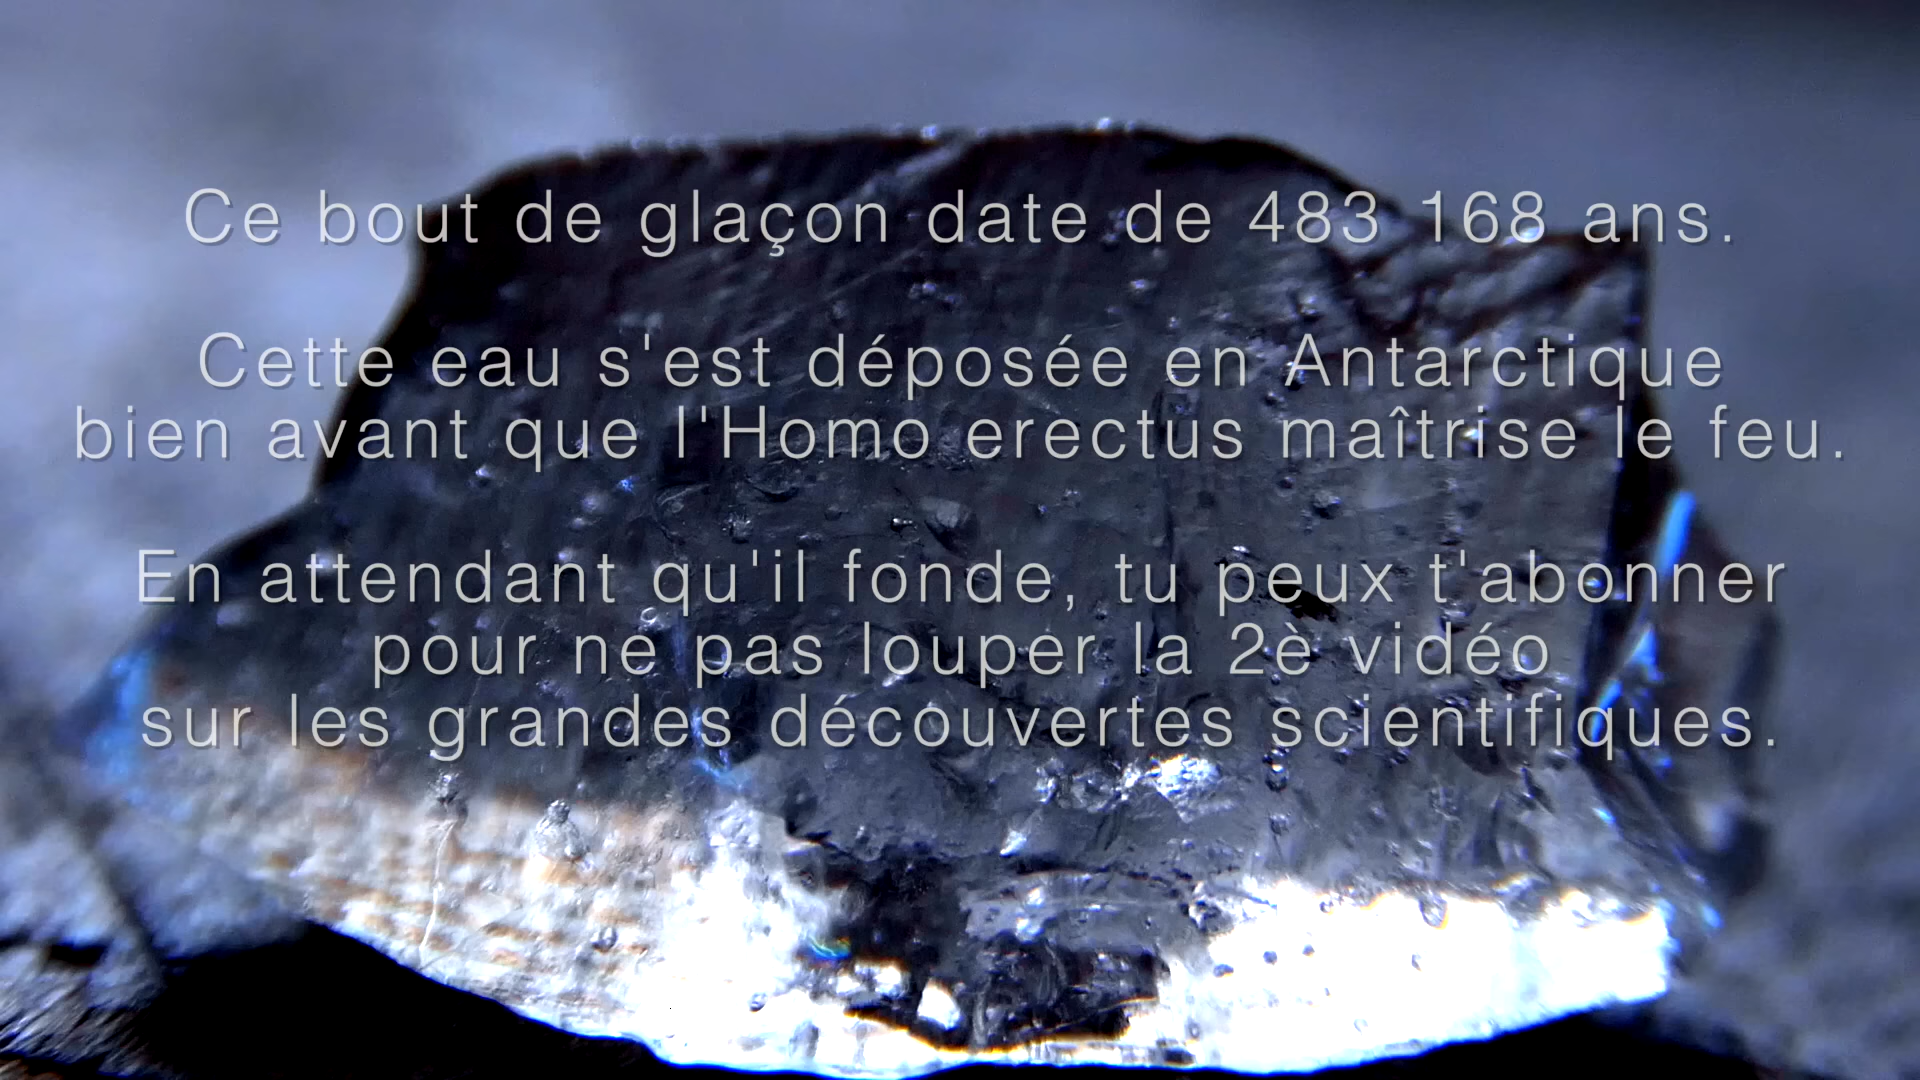 Ce bout de glaçon date de 483 168 ans.
Cette eau s'est déposée en Antarctique
bien avant que l'Homo erectus maîtrise le feu.
En attendant qu'il fonde, tu peux t'abonner
pour ne pas louper la 2è vidéo
sur les grandes découvertes scientifiques.